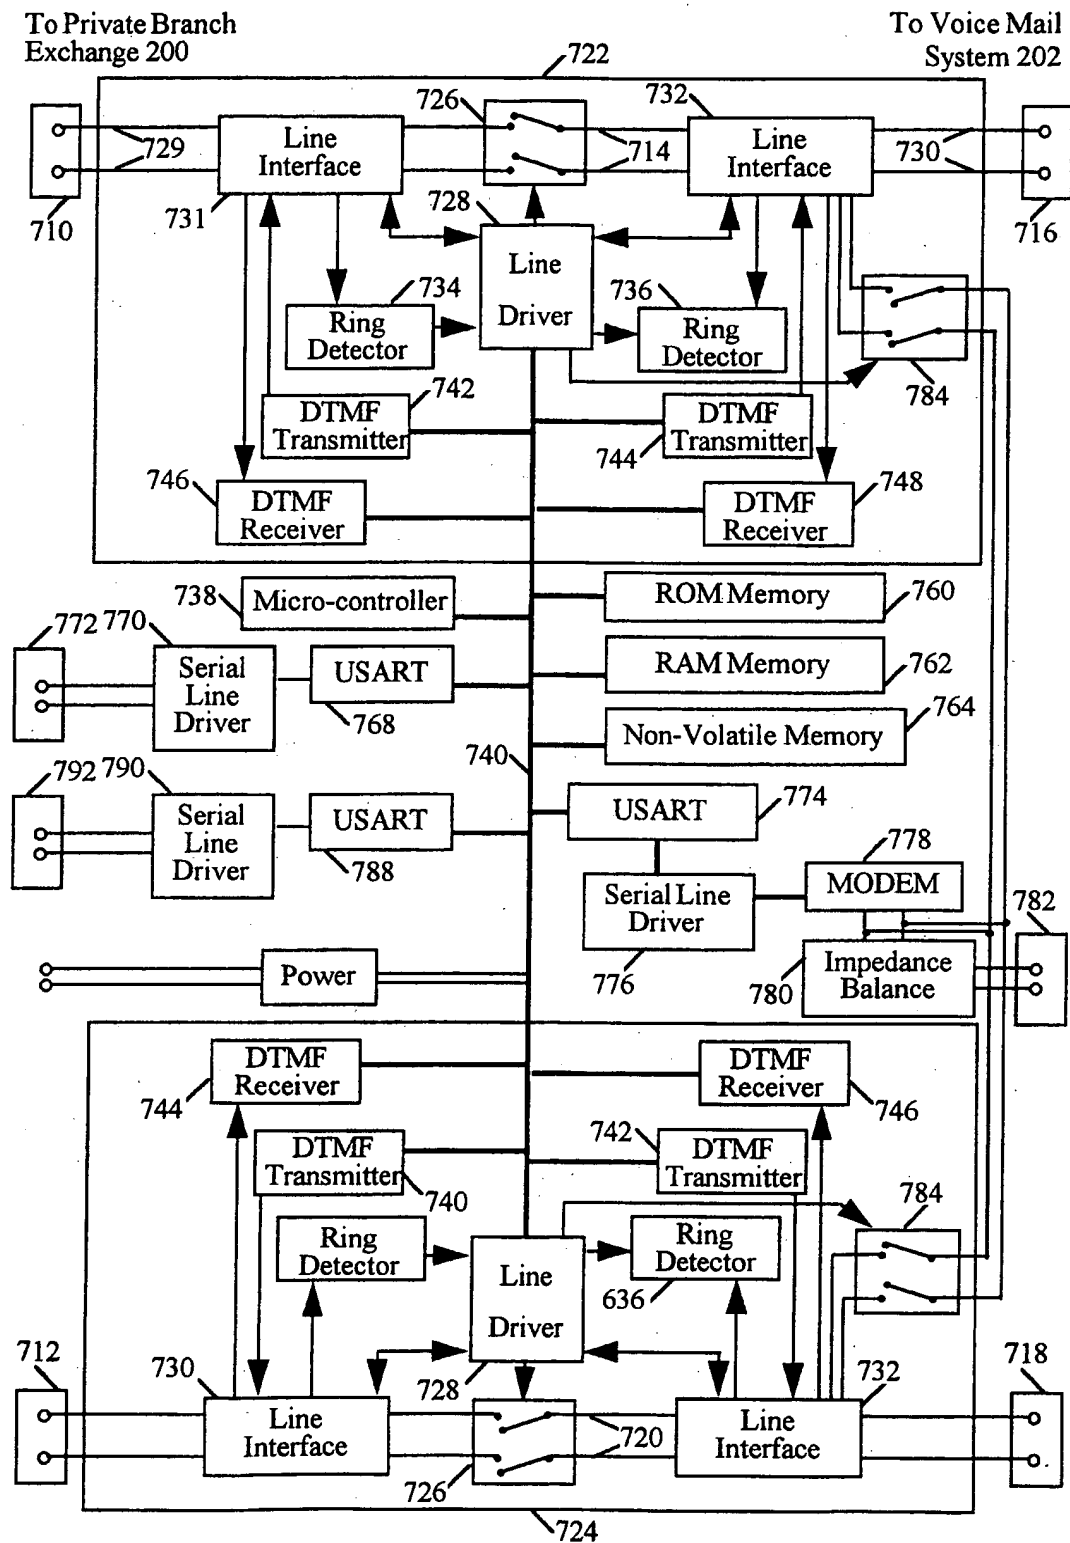 To Private Branch
Exchange 200
To Voice Mail
System 202
722
726
732
Line
Interface
Line
Interface
729
714
730
710
731
728
716
Line
Driver
734
736
Ring
Detector
Ring
Detector
784
742
DTMF
Transmitter
DTMF
Transmitter
744
746
748
DTMF
Receiver
DTMF
Receiver
738
Micro-controller
ROM Memory
760
772
770
Serial
Line
Driver
USART
768
RAM Memory
762
764
Non-Volatile Memory
740
792
790
Serial
Line
Driver
USART
788
USART
774
778
MODEM
Serial Line
Driver
776
782
Power
780
Impedance
Balance
DTMF
Receiver
744
DTMF
Receiver
746
742
DTMF
Transmitter
740
DTMF
Transmitter
784
Ring
Detector
Ring
Detector
636
Line
Driver
728
712
730
732
718
Line
Interface
Line
Interface
720
726
724